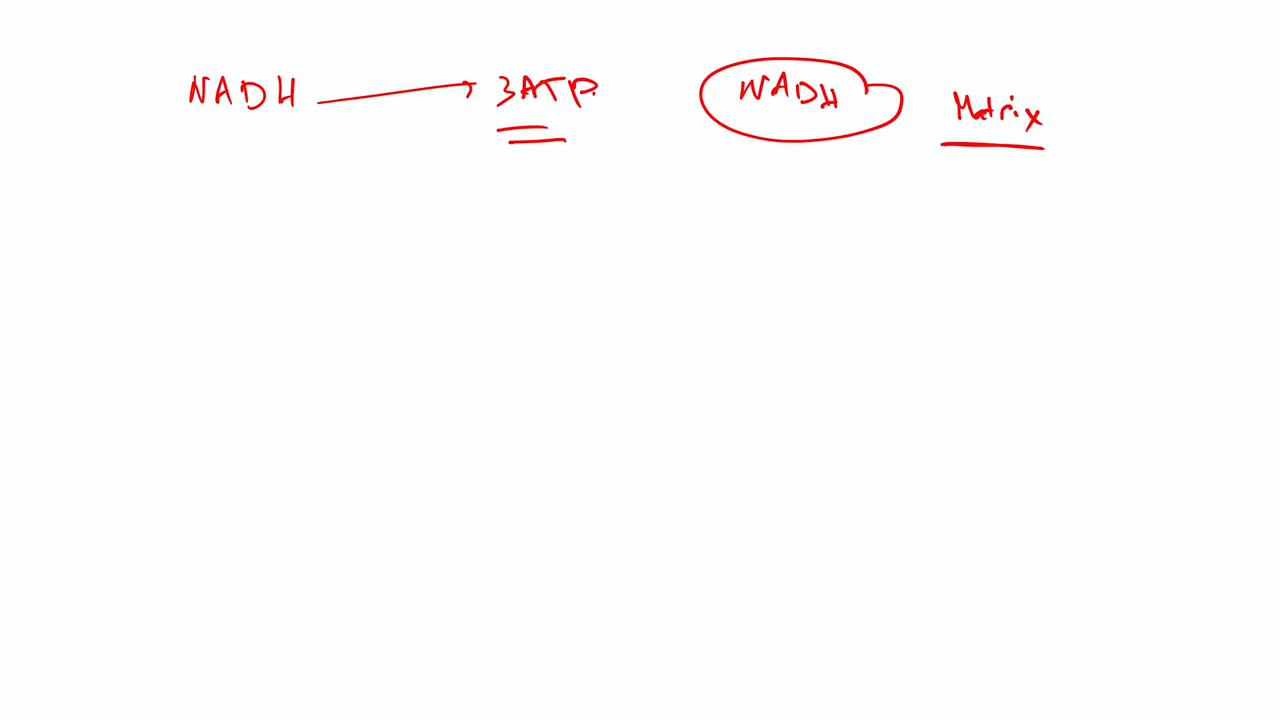 NADH → 3ATP. NADH Matrix